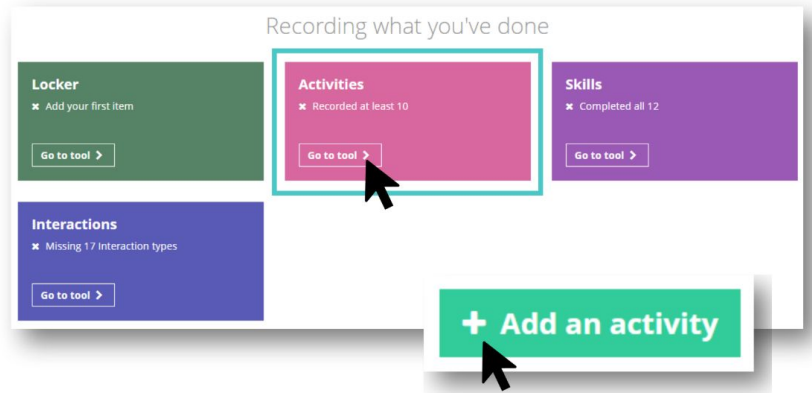 Recording what you've done
Locker
✖ Add your first item
Go to tool >
Activities
✖ Recorded at least 10
Go to tool >
Skills
✖ Completed all 12
Go to tool >
Interactions
✖ Missing 17 Interaction types
Go to tool >
+ Add an activity